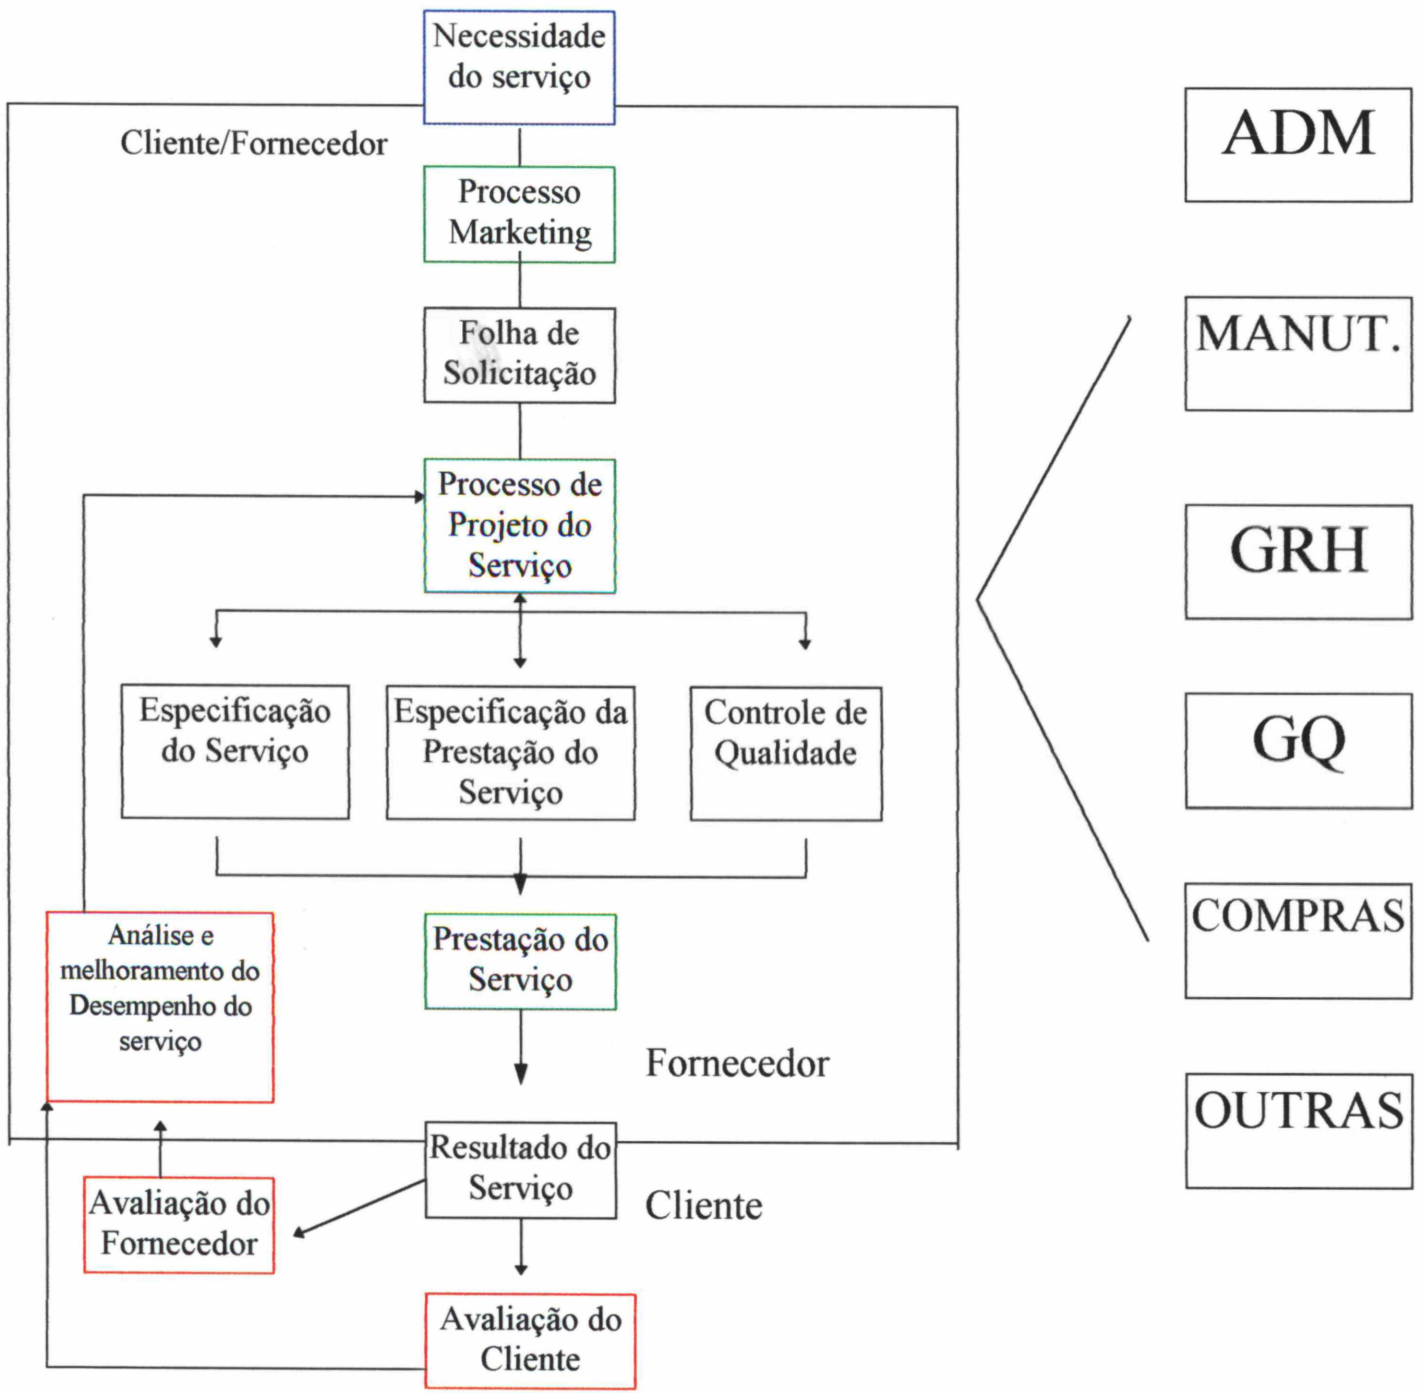 Necessidade
do serviço
Cliente/Fornecedor
Processo
Marketing
Folha de
Solicitação
Processo de
Projeto do
Serviço
Especificação
do Serviço
Especificação da
Prestação do
Serviço
Controle de
Qualidade
Análise e
melhoramento do
Desempenho do
serviço
Prestação do
Serviço
Fornecedor
Resultado do
Serviço
Cliente
Avaliação do
Fornecedor
Avaliação do
Cliente
ADM
MANUT.
GRH
GQ
COMPRAS
OUTRAS